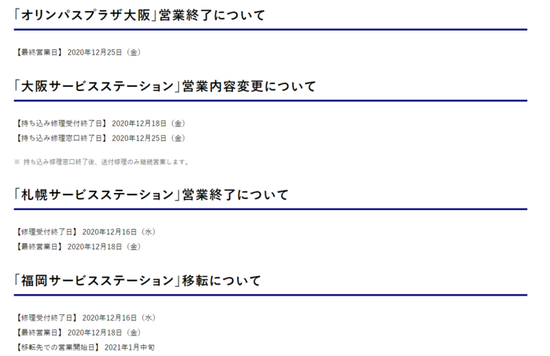 「オリンパスプラザ大阪」営業終了について
【最終営業日】 2020年12月25日（金）
「大阪サービスステーション」営業内容変更について
【持ち込み修理受付終了日】 2020年12月18日（金）
【持ち込み修理窓口終了日】 2020年12月25日（金）
※ 持ち込み修理窓口終了後、送付修理のみ継続営業します。
「札幌サービスステーション」営業終了について
【修理受付終了日】 2020年12月16日（水）
【最終営業日】 2020年12月18日（金）
「福岡サービスステーション」移転について
【修理受付終了日】 2020年12月16日（水）
【最終営業日】 2020年12月18日（金）
【移転先での営業開始日】 2021年1月中旬